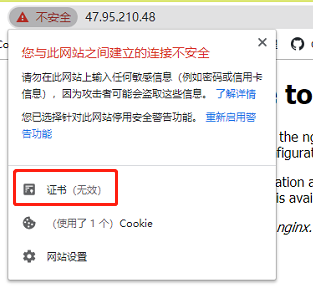 不安全 47.95.210.48
您与此网站之间建立的连接不安全
请勿在此网站上输入任何敏感信息（例如密码或信用卡
信息），因为攻击者可能会盗取这些信息。 了解详情
您已选择针对此网站停用安全警告功能。 重新启用警
告功能
证书 (无效)
（使用了 1 个）Cookie
网站设置
to
the ng
figurat
ation a
is avai
nginx.